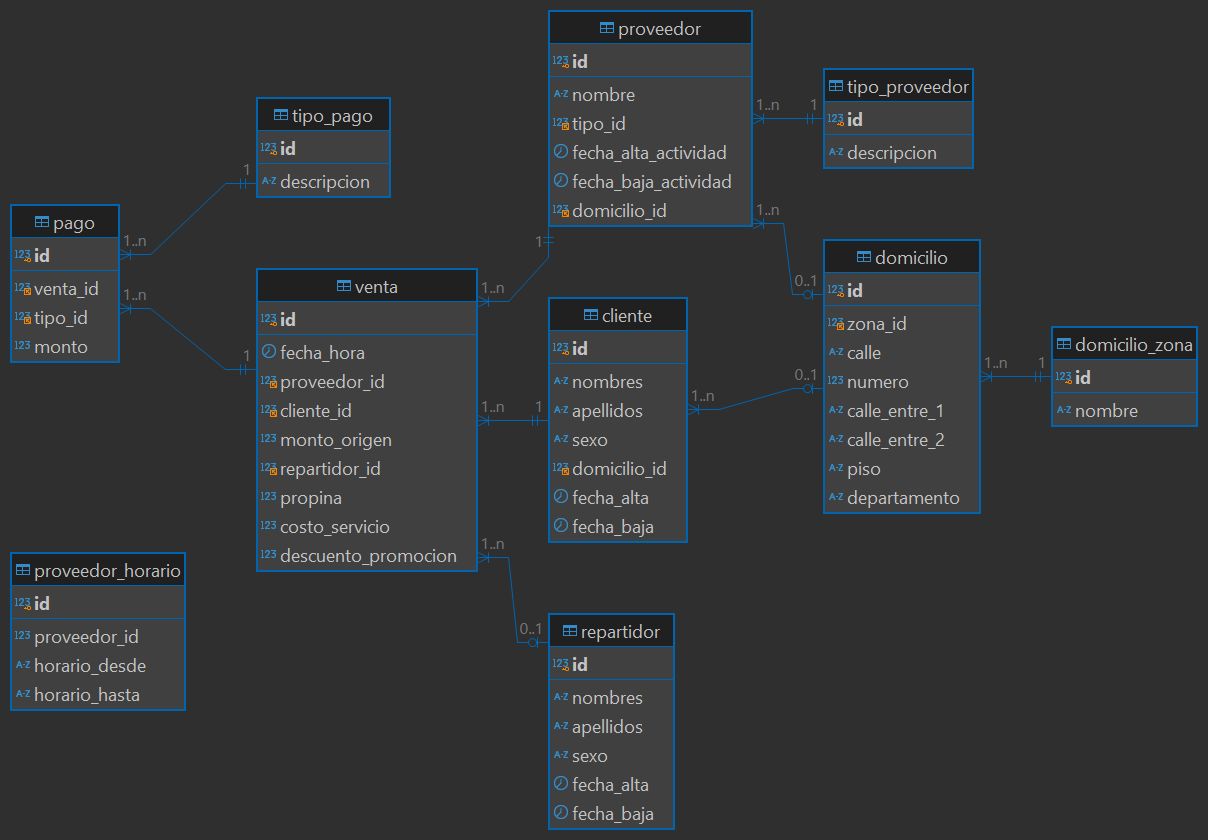 proveedor
123 id
A-Z nombre
123 tipo_id
fecha_alta_actividad
fecha_baja_actividad
123 domicilio_id
tipo_proveedor
123 id
A-Z descripcion
1..n
1
tipo_pago
123 id
A-Z descripcion
1
1..n
pago
123 id
123 venta_id
123 tipo_id
123 monto
1..n
1
venta
123 id
fecha_hora
123 proveedor_id
123 cliente_id
123 monto_origen
123 repartidor_id
123 propina
123 costo_servicio
123 descuento_promocion
1
1..n
1..n
1
1..n
0..1
cliente
123 id
A-Z nombres
A-Z apellidos
A-Z sexo
123 domicilio_id
fecha_alta
fecha_baja
1..n
0..1
1..n
0..1
domicilio
123 id
123 zona_id
A-Z calle
123 numero
A-Z calle_entre_1
A-Z calle_entre_2
A-Z piso
A-Z departamento
1..n
1
domicilio_zona
123 id
A-Z nombre
proveedor_horario
123 id
123 proveedor_id
A-Z horario_desde
A-Z horario_hasta
repartidor
123 id
A-Z nombres
A-Z apellidos
A-Z sexo
fecha_alta
fecha_baja